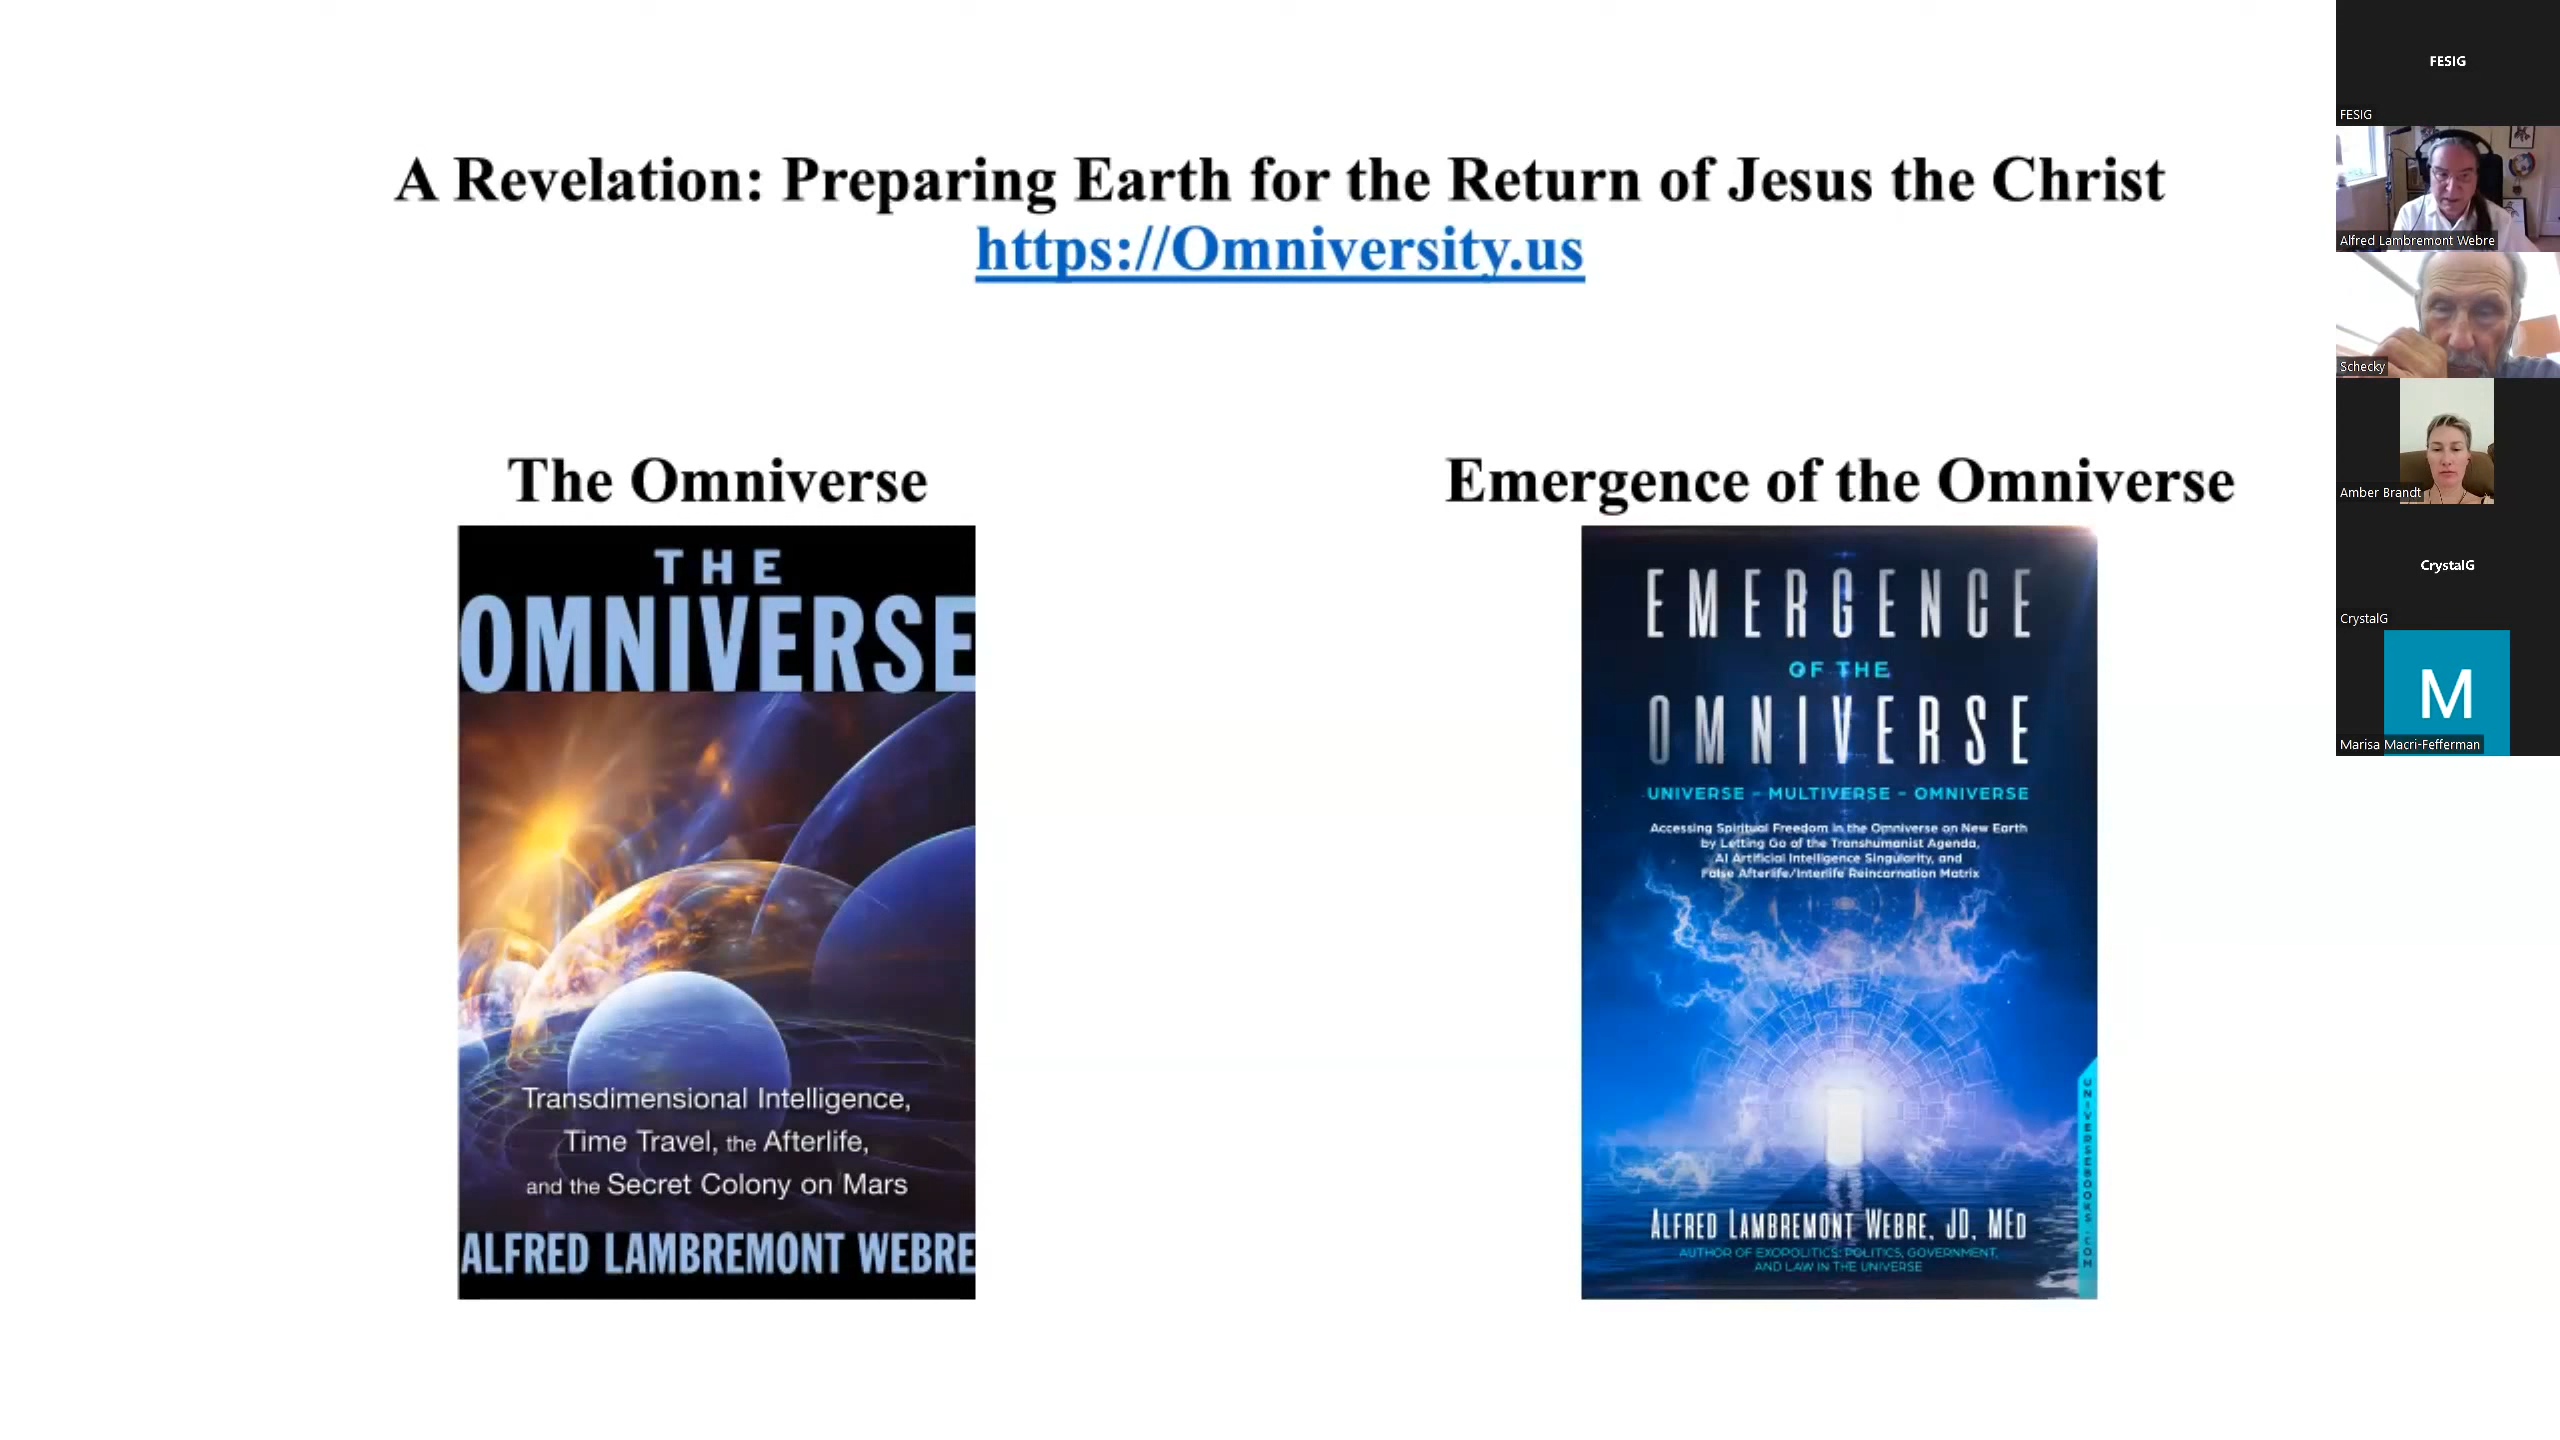 A Revelation: Preparing Earth for the Return of Jesus the Christ
https://Omniversity.us
The Omniverse
THE
OMNIVERSE
Transdimensional Intelligence,
Time Travel, the Afterlife,
and the Secret Colony on Mars
ALFRED LAMBREMONT WEBRE
Emergence of the Omniverse
EMERGENCE
OF THE
OMNIVERSE
UNIVERSE - MULTIVERSE - OMNIVERSE
Accessing Spiritual Freedom in the Omniverse on New Earth
by Letting Go of the Transhumanist Agenda,
AI Artificial Intelligence Singularity, and
False Afterlife/Interlife Reincarnation Matrix
ALFRED LAMBREMONT WEBRE, JD, MED
AUTHOR OF EXOPOLITICS: POLITICS, GOVERNMENT,
AND LAW IN THE UNIVERSE
UNIVERSEBOOKS.COM
FESIG
FESIG
Alfred Lambremont Webre
Schecky
Amber Brandt
CrystalG
CrystalG
M
Marisa Macri-Fefferman